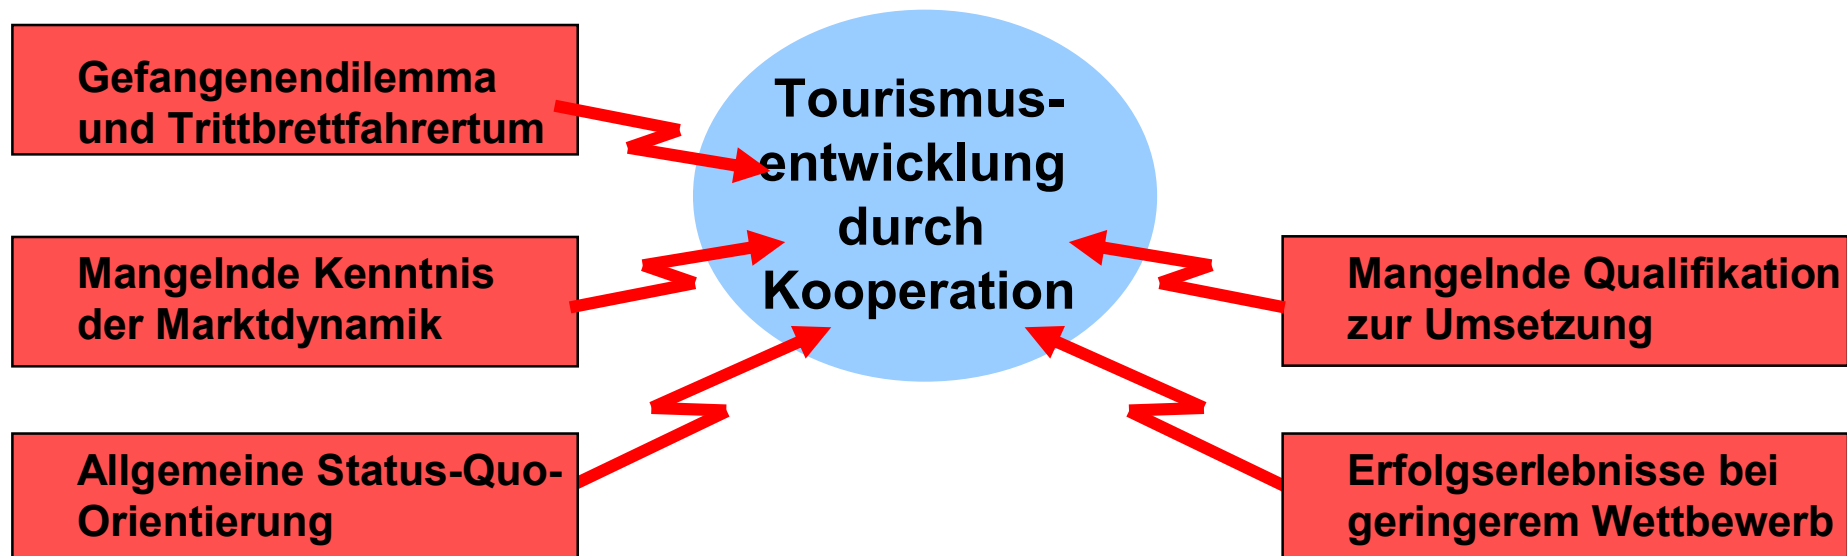 Gefangenendilemma
und Trittbrettfahrertum
Tourismus-
entwicklung
durch
Kooperation
Mangelnde Kenntnis
der Marktdynamik
Mangelnde Qualifikation
zur Umsetzung
Allgemeine Status-Quo-
Orientierung
Erfolgserlebnisse bei
geringerem Wettbewerb